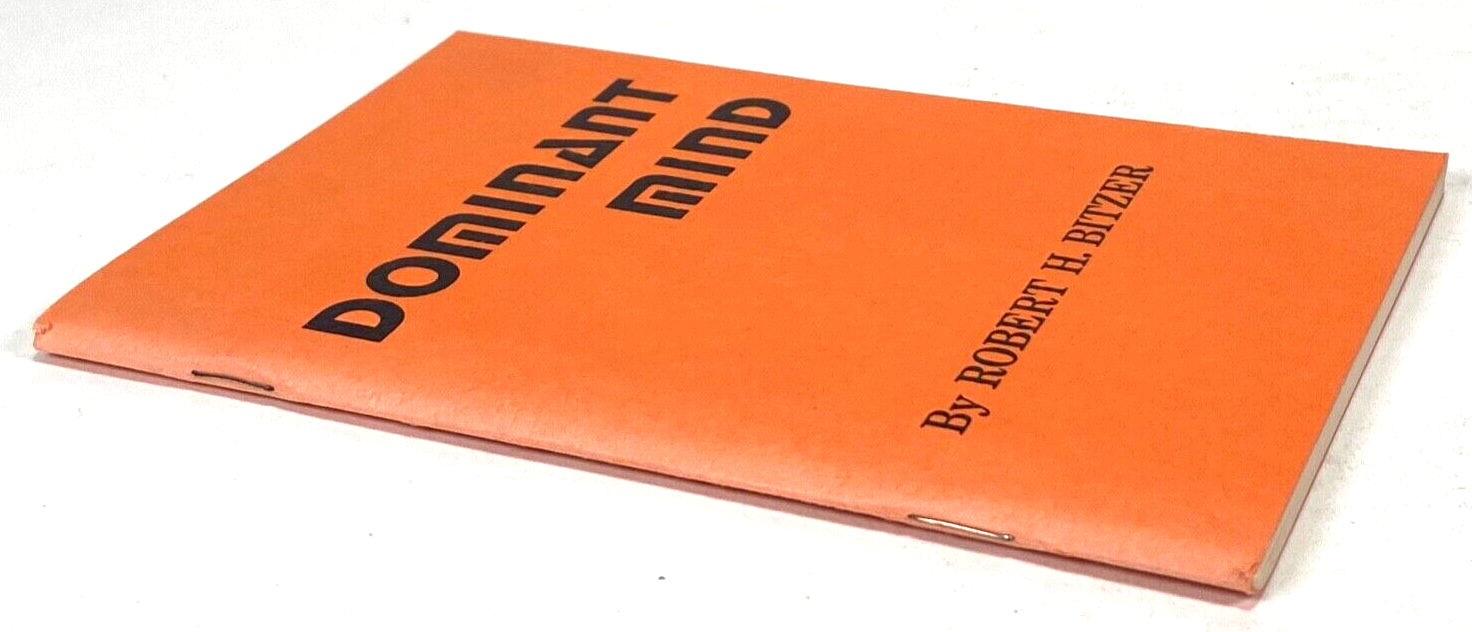 DOMINANT
MIND
By ROBERT H. BITZER